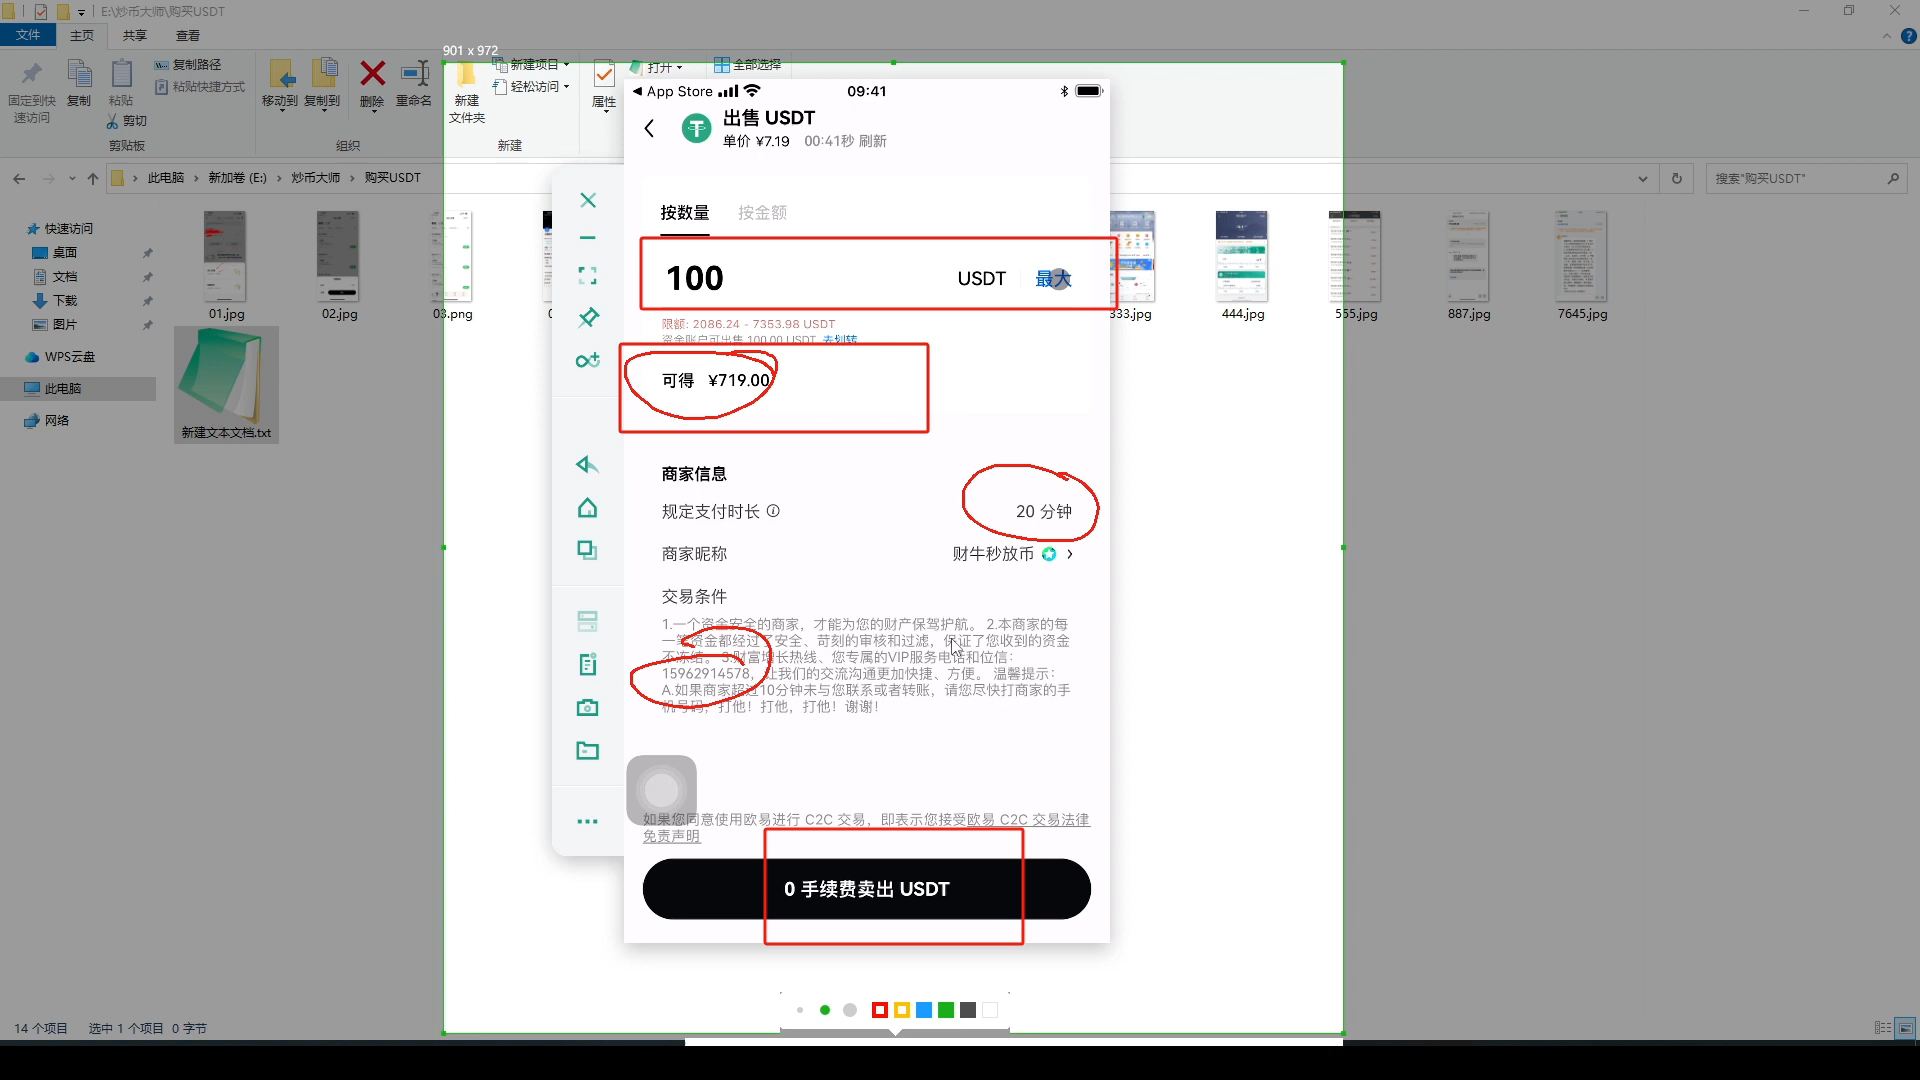 E:\炒币大师\购买USDT
文件
主页
共享
查看
901 x 972
固定到快
速访问
复制
粘贴
复制路径
粘贴快捷方式
剪切
剪贴板
移动到
复制到
删除
重命名
组织
新建
文件夹
新建项目
轻松访问
新建
属性
打开
全部选择
此电脑
新加卷 (E:)
炒币大师
购买USDT
搜索"购买USDT"
快速访问
桌面
文档
下载
图片
WPS云盘
此电脑
网络
01.jpg
02.jpg
03.png
333.jpg
444.jpg
555.jpg
887.jpg
7645.jpg
新建文本文档.txt
App Store
09:41
出售 USDT
单价 ¥7.19 00:41秒 刷新
按数量
按金额
100
USDT
最大
限额: 2086.24 - 7353.98 USDT
资金账户可出售 100.00 USDT 去划转
可得 ¥719.00
商家信息
规定支付时长
20 分钟
商家昵称
财牛秒放币
交易条件
1.一个资金安全的商家，才能为您的财产保驾护航。 2.本商家的每
一笔资金都经过了安全、苛刻的审核和过滤，保证了您收到的资金
不冻结。 3.财富增长热线、您专属的VIP服务电话和位信：
15962914578，让我们的交流沟通更加快捷、方便。 温馨提示：
A.如果商家超过10分钟未与您联系或者转账，请您尽快打商家的手
机号码，打他！打他，打他！谢谢！
如果您同意使用欧易进行 C2C 交易，即表示您接受欧易 C2C 交易法律
免责声明
0 手续费卖出 USDT
14 个项目
选中 1 个项目 0 字节